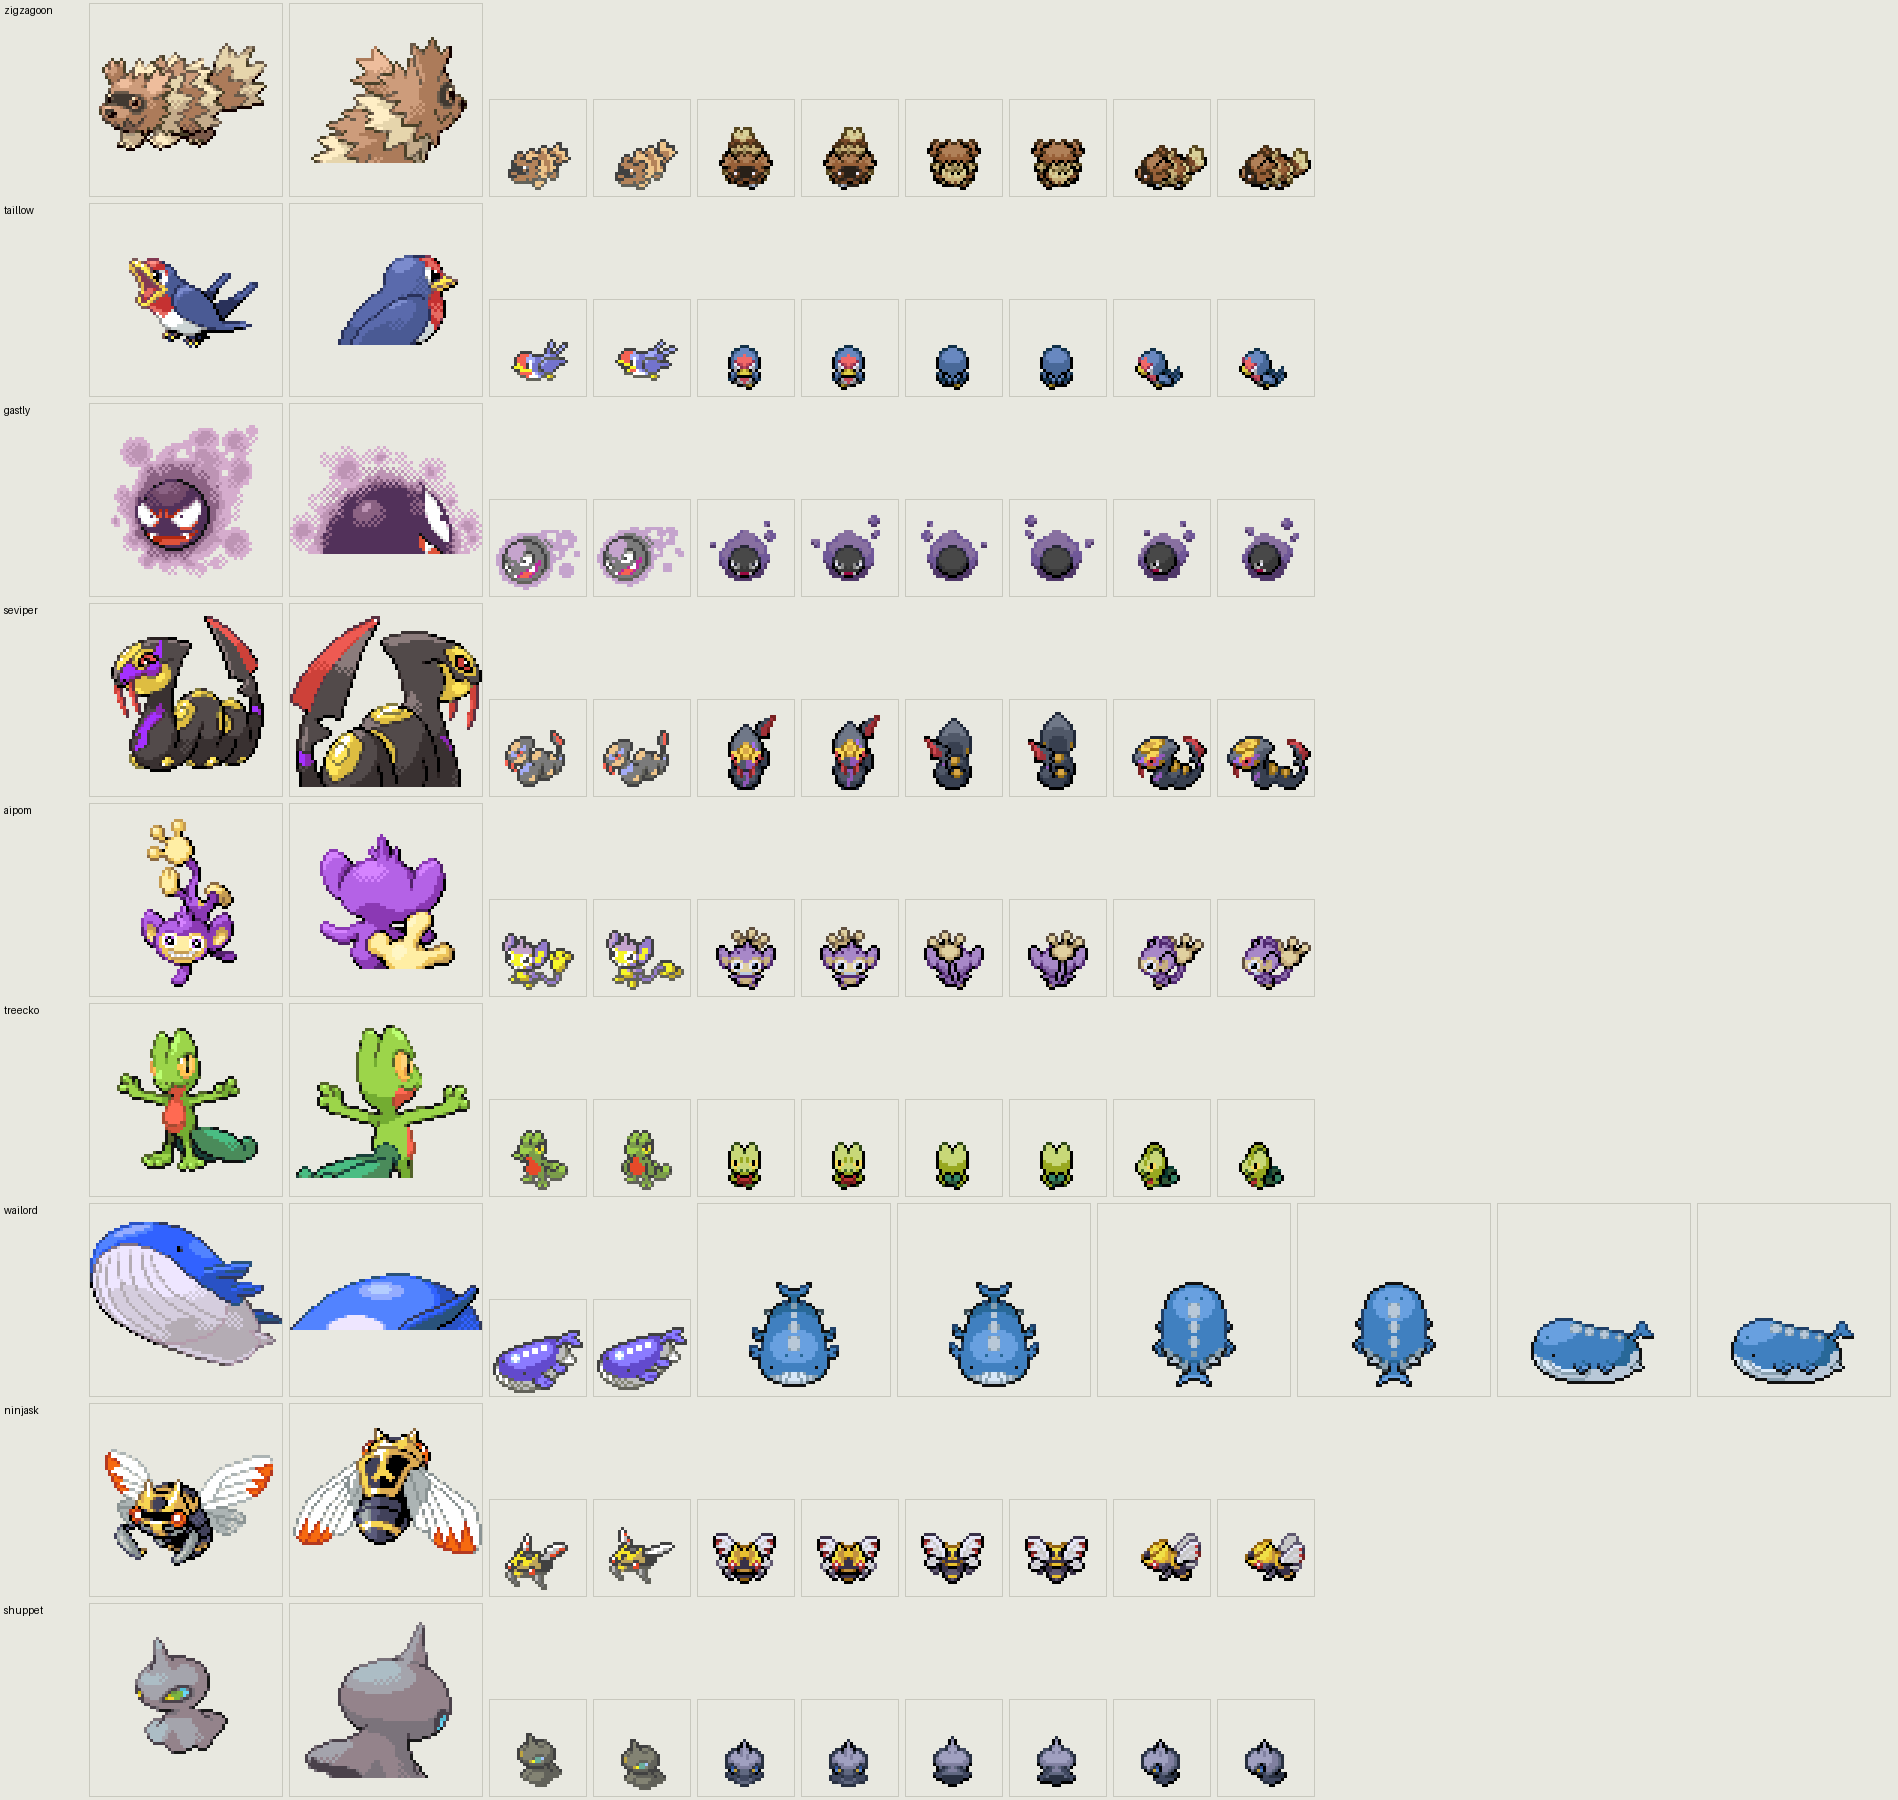 zigzagoon
taillow
gastly
seviper
aipom
treecko
wailord
ninjask
shuppet